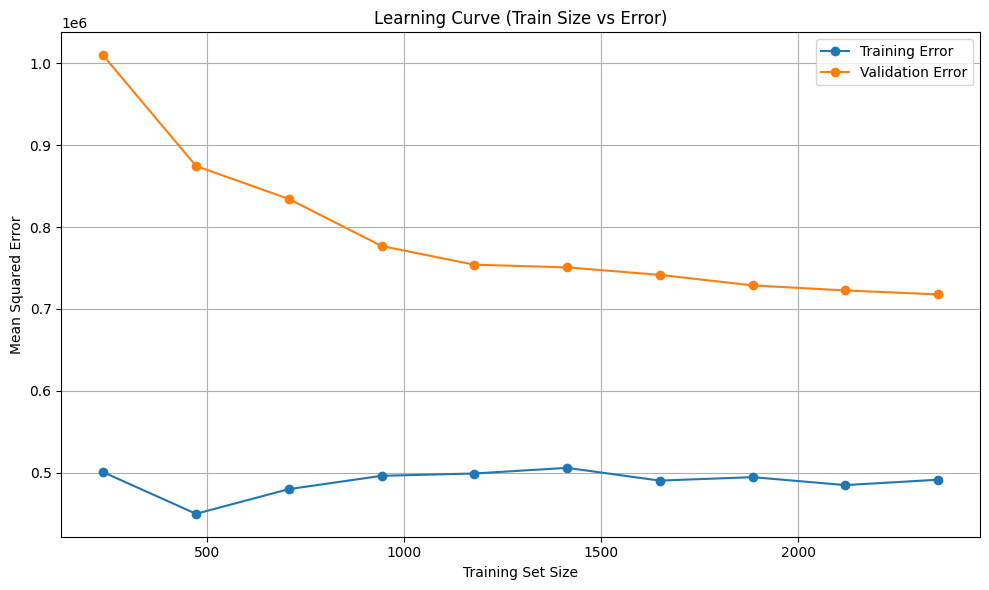 Learning Curve (Train Size vs Error)
1e6
Training Error
Validation Error
1.0
0.9
0.8
0.7
0.6
0.5
Mean Squared Error
500
1000
1500
2000
Training Set Size